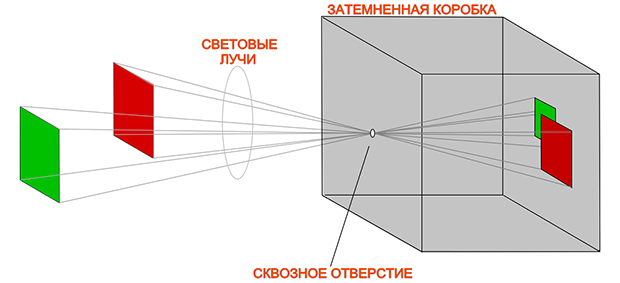 ЗАТЕМНЕННАЯ КОРОБКА
СВЕТОВЫЕ
ЛУЧИ
СКВОЗНОЕ ОТВЕРСТИЕ